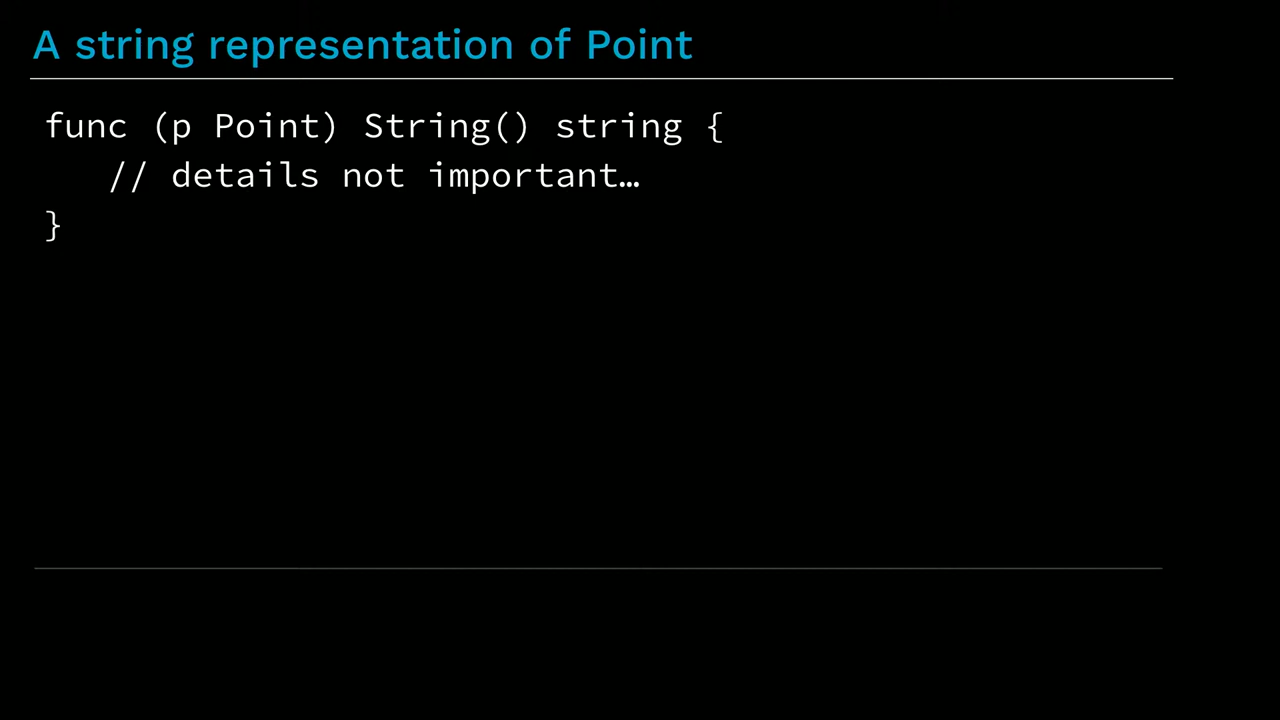 A string representation of Point
func (p Point) String() string {
   // details not important…
}